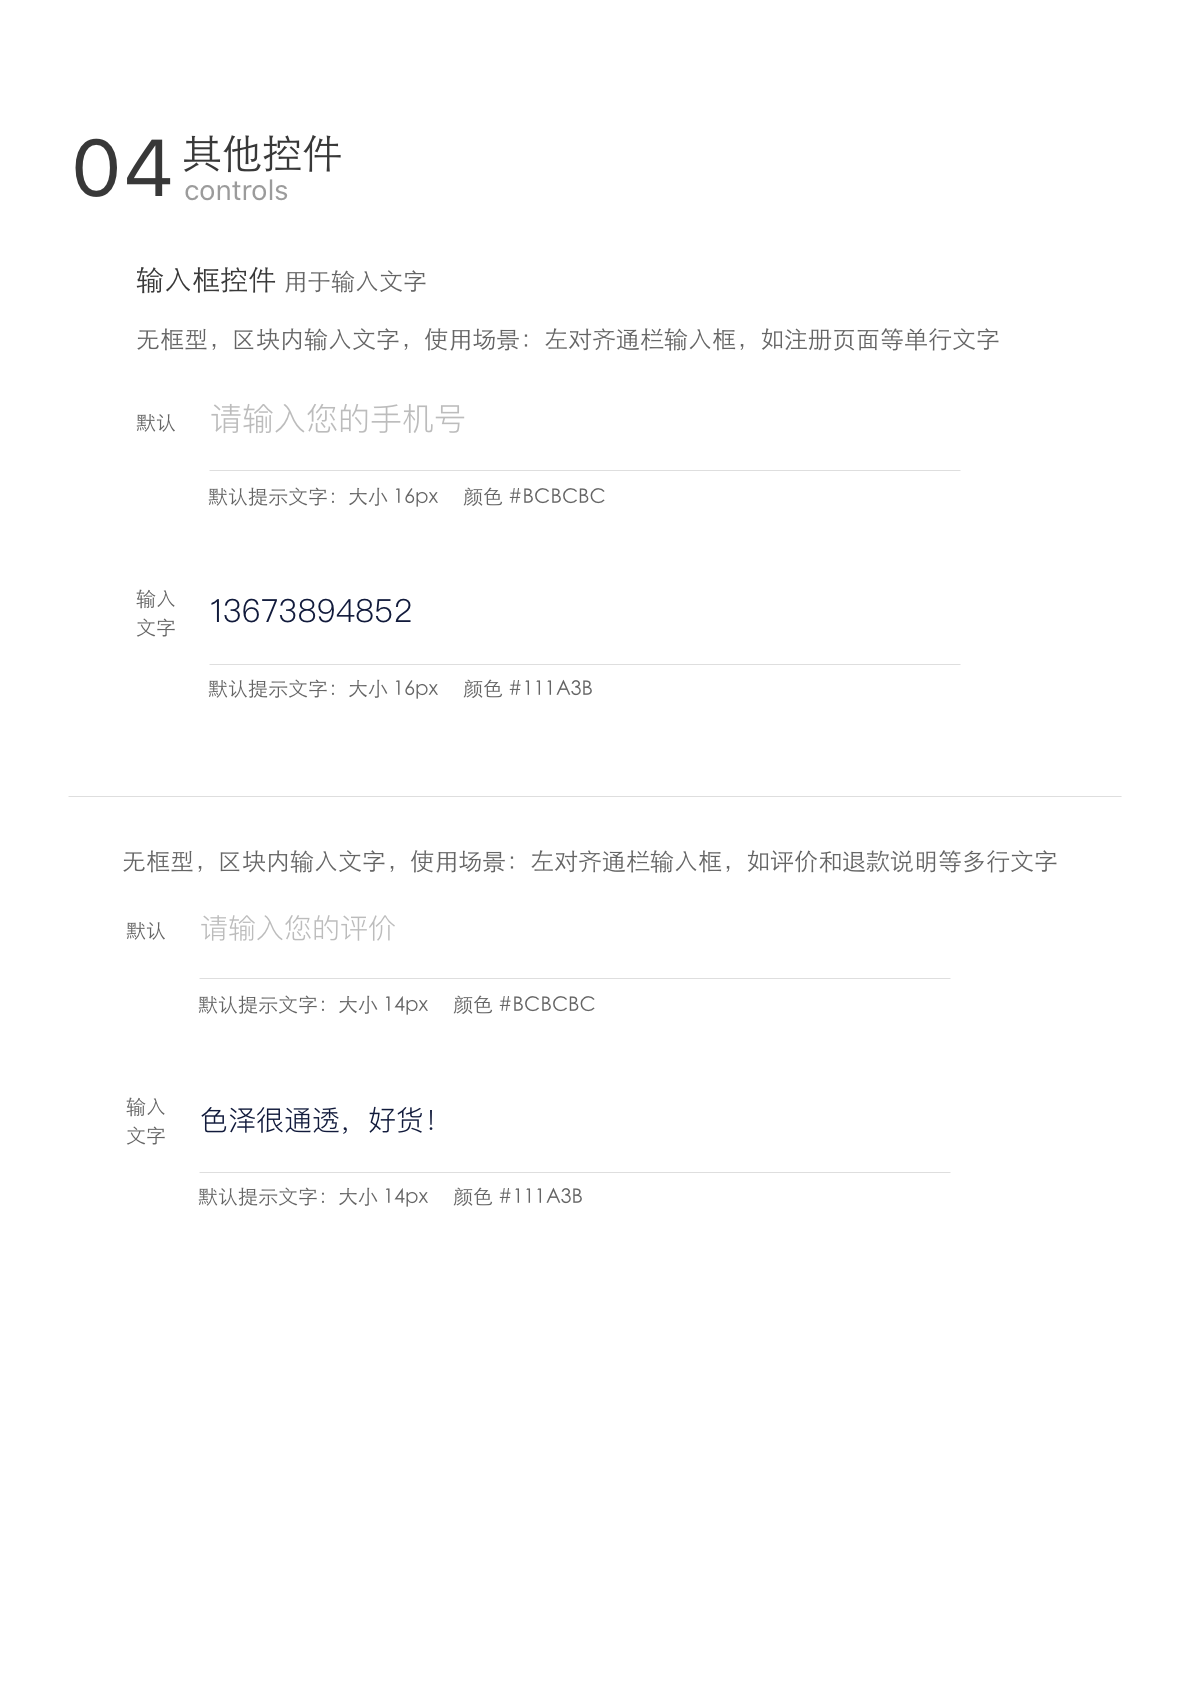 04 其他控件
controls
输入框控件 用于输入文字
无框型，区块内输入文字，使用场景：左对齐通栏输入框，如注册页面等单行文字
默认 请输入您的手机号
默认提示文字：大小 16px 颜色 #BCBCBC
输入
文字
13673894852
默认提示文字：大小 16px 颜色 #111A3B
无框型，区块内输入文字，使用场景：左对齐通栏输入框，如评价和退款说明等多行文字
默认 请输入您的评价
默认提示文字：大小 14px 颜色 #BCBCBC
输入
文字
色泽很通透，好货！
默认提示文字：大小 14px 颜色 #111A3B